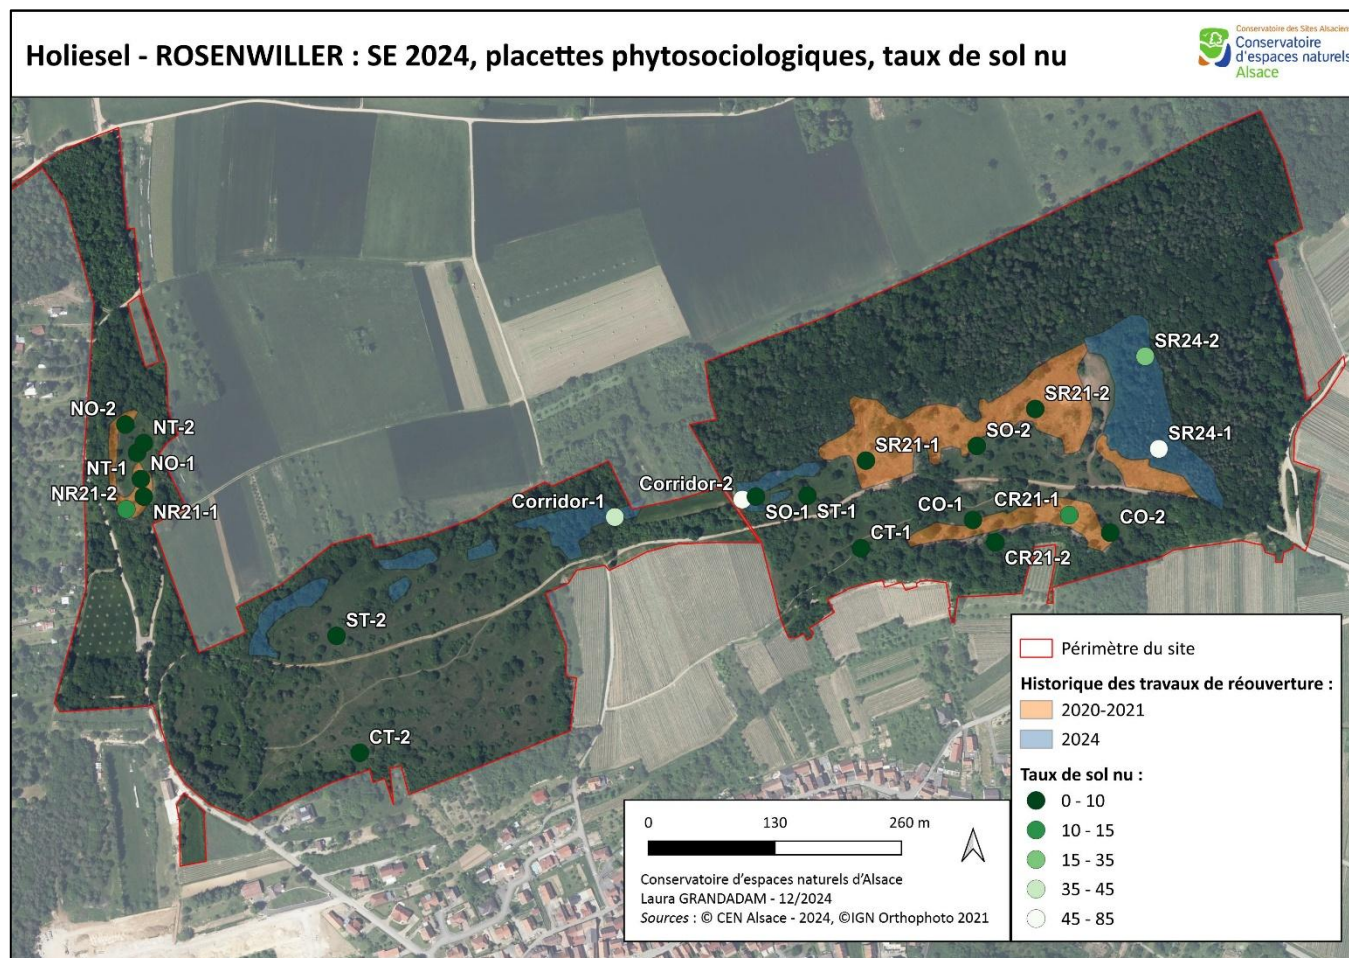 Holiesel - ROSENWILLER : SE 2024, placettes phytosociologiques, taux de sol nu
Conservatoire des Sites Alsaciens
Conservatoire
d'espaces naturels
Alsace
SR24-2
NO-2
SR21-2
NT-2
SR24-1
SO-2
NT-1
NO-1
SR21-1
NR21-2
Corridor-2
Corridor-1
NR21-1
SO-1
ST-1
CO-1
CR21-1
CO-2
CT-1
CR21-2
ST-2
CT-2
Périmètre du site
Historique des travaux de réouverture :
2020-2021
2024
Taux de sol nu :
0 - 10
10 - 15
15 - 35
35 - 45
45 - 85
0 130 260 m
Conservatoire d'espaces naturels d'Alsace
Laura GRANDADAM - 12/2024
Sources : © CEN Alsace - 2024, ©IGN Orthophoto 2021